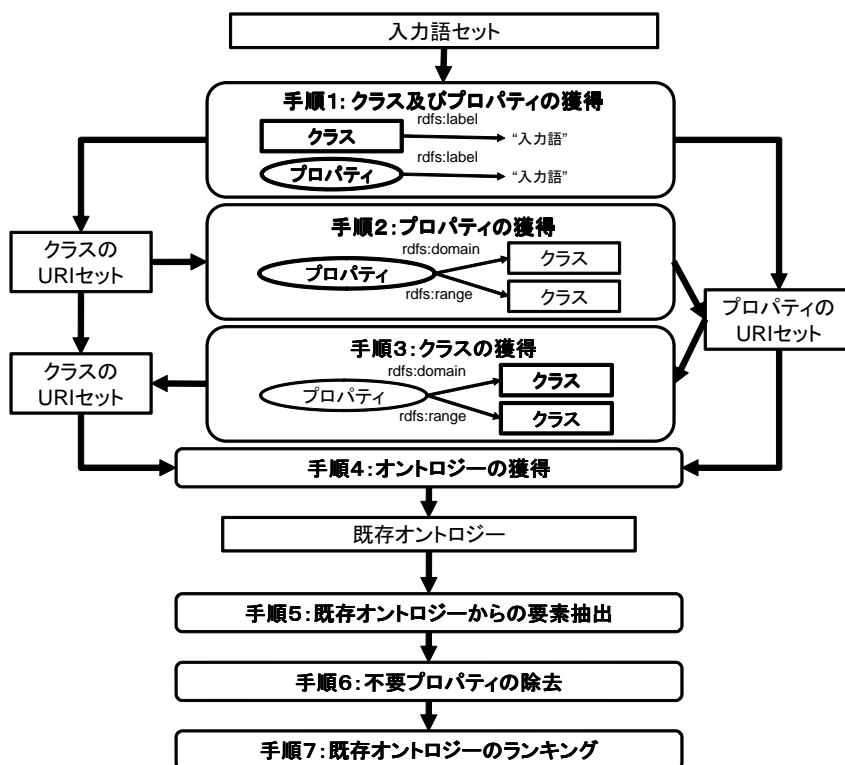 入力語セット
手順1：クラス及びプロパティの獲得
rdfs:label
クラス
“入力語”
rdfs:label
プロパティ
“入力語”
クラスの
URIセット
手順2：プロパティの獲得
rdfs:domain
プロパティ
クラス
rdfs:range
クラス
プロパティの
URIセット
クラスの
URIセット
手順3：クラスの獲得
rdfs:domain
プロパティ
クラス
rdfs:range
クラス
手順4：オントロジーの獲得
既存オントロジー
手順5：既存オントロジーからの要素抽出
手順6：不要プロパティの除去
手順7：既存オントロジーのランキング